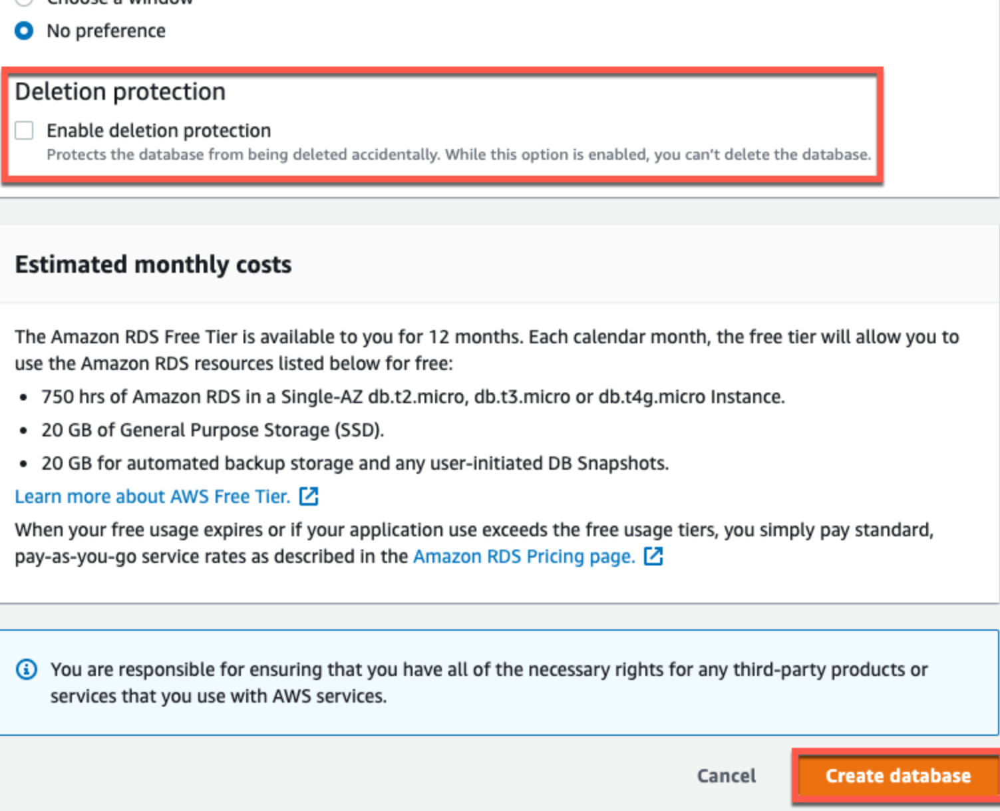 Choose a window
No preference
Deletion protection
Enable deletion protection
Protects the database from being deleted accidentally. While this option is enabled, you can't delete the database.
Estimated monthly costs
The Amazon RDS Free Tier is available to you for 12 months. Each calendar month, the free tier will allow you to
use the Amazon RDS resources listed below for free:
• 750 hrs of Amazon RDS in a Single-AZ db.t2.micro, db.t3.micro or db.t4g.micro Instance.
• 20 GB of General Purpose Storage (SSD).
• 20 GB for automated backup storage and any user-initiated DB Snapshots.
Learn more about AWS Free Tier.
When your free usage expires or if your application use exceeds the free usage tiers, you simply pay standard,
pay-as-you-go service rates as described in the Amazon RDS Pricing page.
You are responsible for ensuring that you have all of the necessary rights for any third-party products or
services that you use with AWS services.
Cancel
Create database